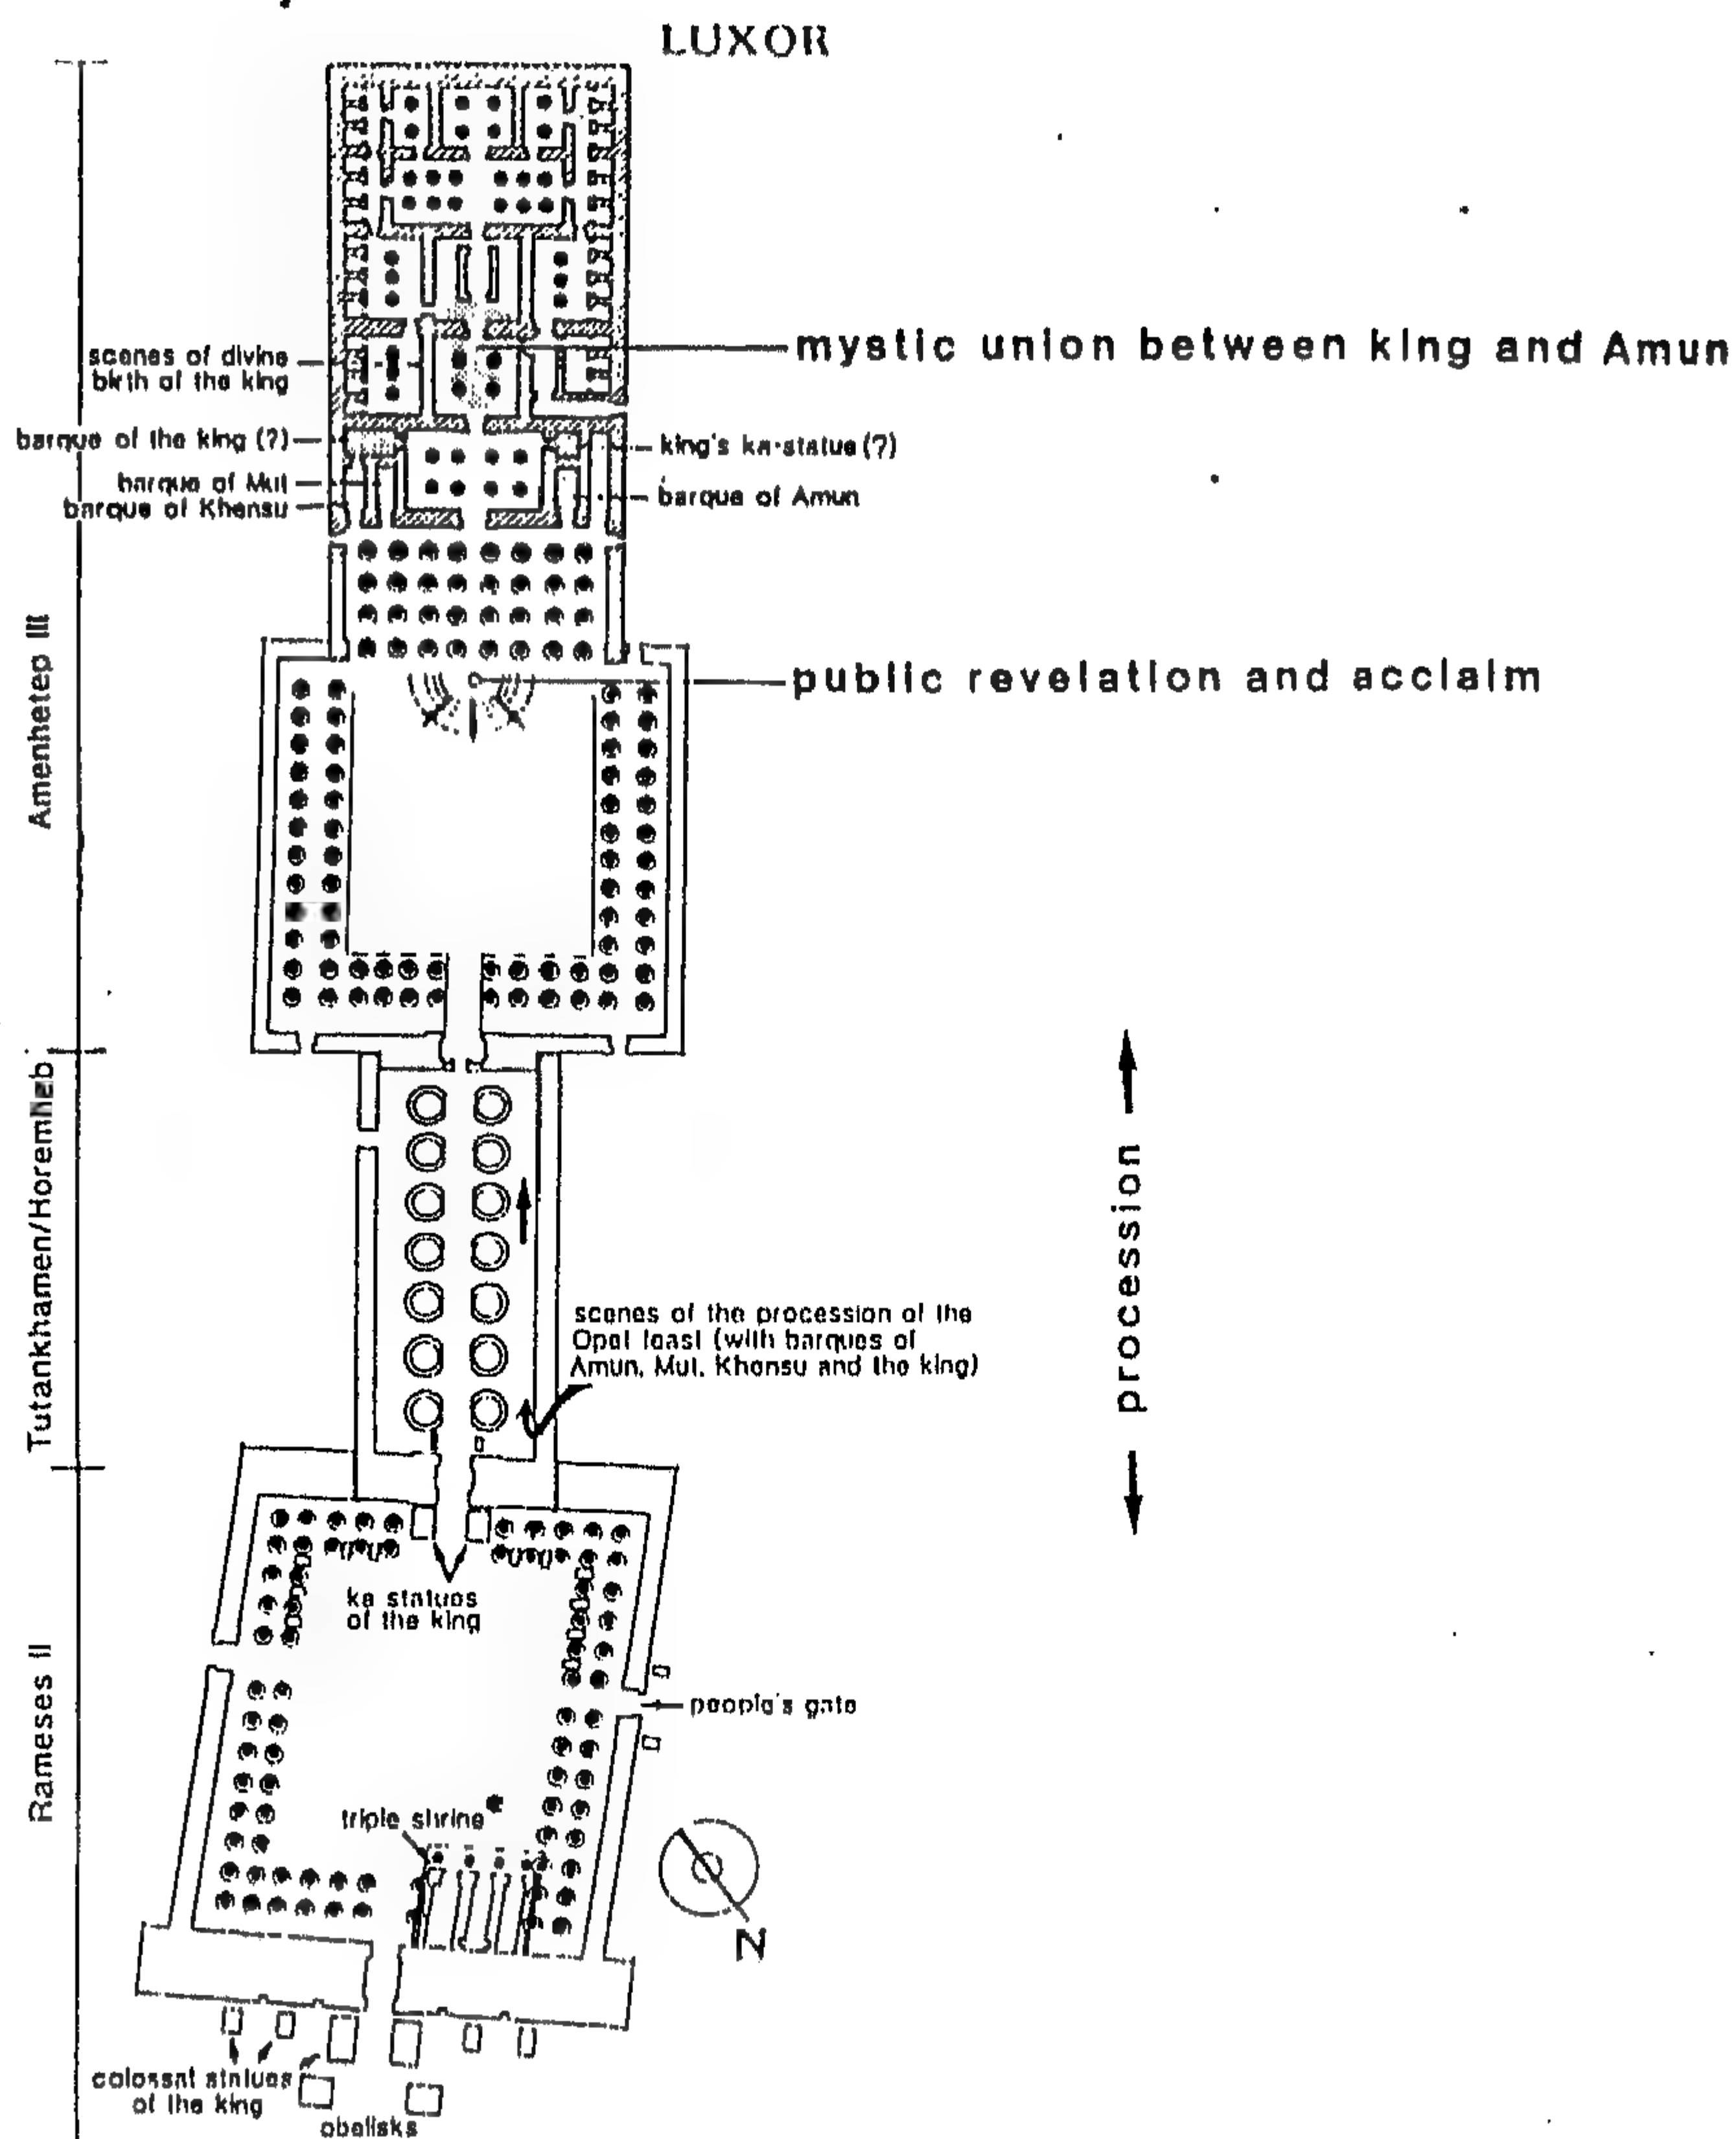 LUXOR
scenes of divine
birth of the king
mystic union between king and Amun
barque of the king (?)
king's ka-statue (?)
barque of Mut
barque of Khensu
barque of Amun
Amenhetep III
public revelation and acclaim
Tutankhamen/Horemheb
procession
scenes of the procession of the
Opet feast (with barques of
Amun, Mut, Khonsu and the king)
ka statues
of the king
Rameses II
people's gate
triple shrine
N
colossal statues
of the king
obelisks